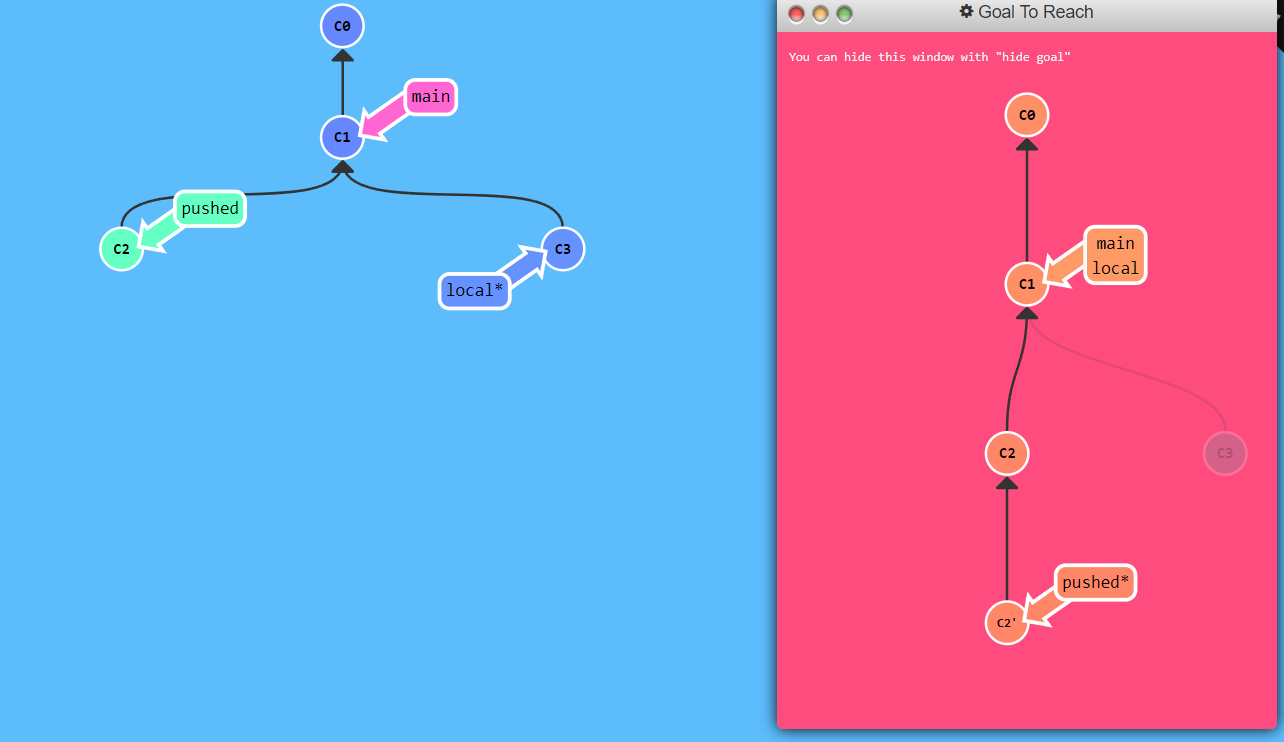 C0
main
C1
pushed
C2
C3
local*
Goal To Reach
You can hide this window with "hide goal"
C0
main
local
C1
C2
C3
pushed*
C2'